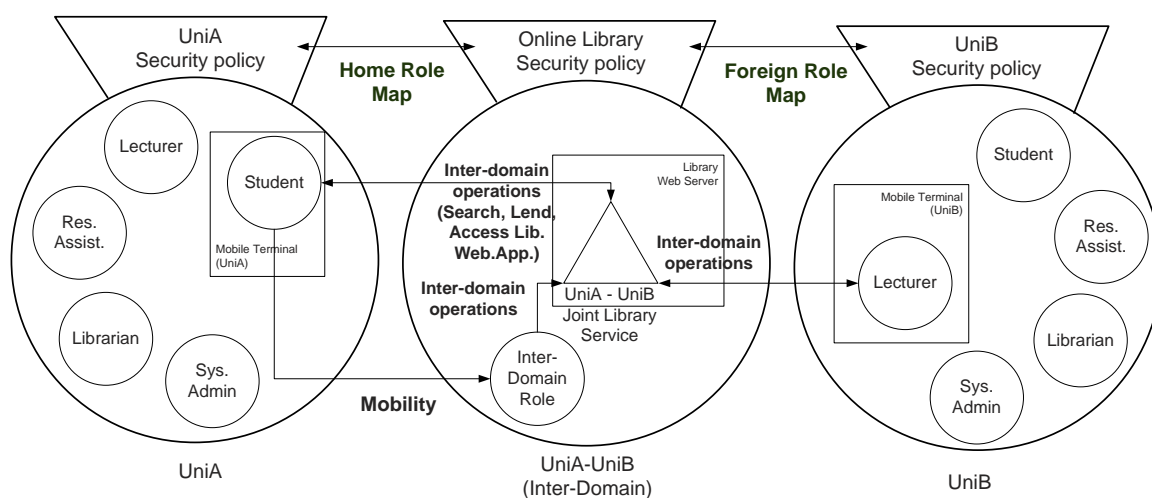 UniA
Security policy
Home Role
Map
Online Library
Security policy
Foreign Role
Map
UniB
Security policy
Lecturer
Student
Res.
Assist.
Mobile Terminal
(UniA)
Librarian
Sys.
Admin
Mobility
UniA
Inter-domain
operations
(Search, Lend,
Access Lib.
Web.App.)
Inter-domain
operations
Library
Web Server
Inter-domain
operations
UniA - UniB
Joint Library
Service
Inter-
Domain
Role
UniA-UniB
(Inter-Domain)
Student
Mobile Terminal
(UniB)
Res.
Assist.
Lecturer
Librarian
Sys.
Admin
UniB